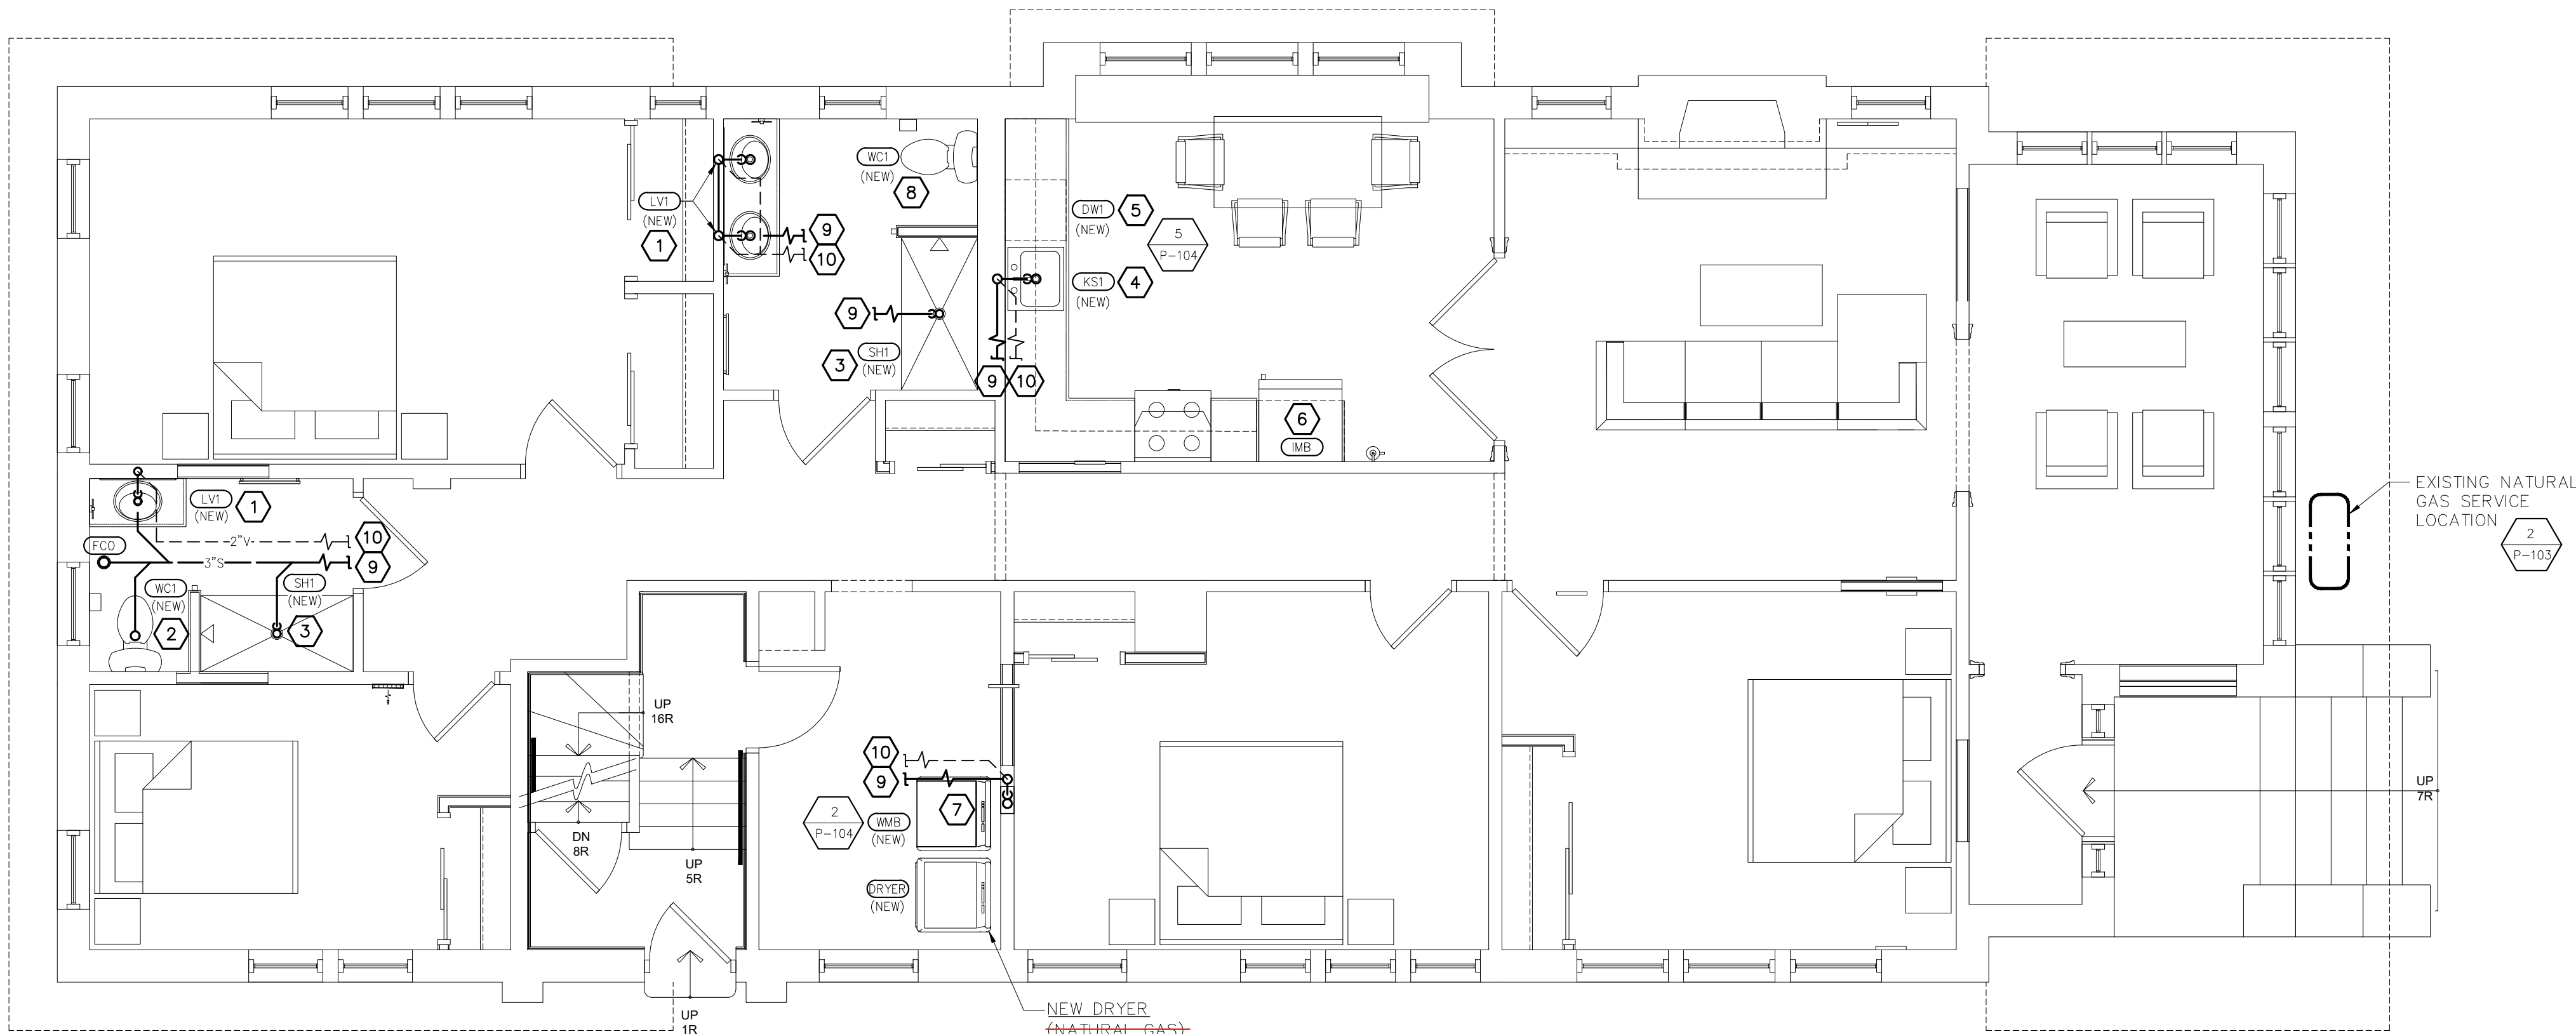 WC1
(NEW)
8
LV1
(NEW)
1
9
10
DW1
(NEW)
5
5
P-104
KS1
(NEW)
4
9
SH1
(NEW)
3
9
10
6
IMB
LV1
(NEW)
1
FCO
2"V
10
3"S
9
WC1
(NEW)
2
SH1
(NEW)
3
EXISTING NATURAL
GAS SERVICE
LOCATION
2
P-103
UP
16R
DN
8R
UP
5R
10
9
7
2
P-104
WMB
(NEW)
DRYER
(NEW)
UP
7R
UP
1R
NEW DRYER
(NATURAL GAS)